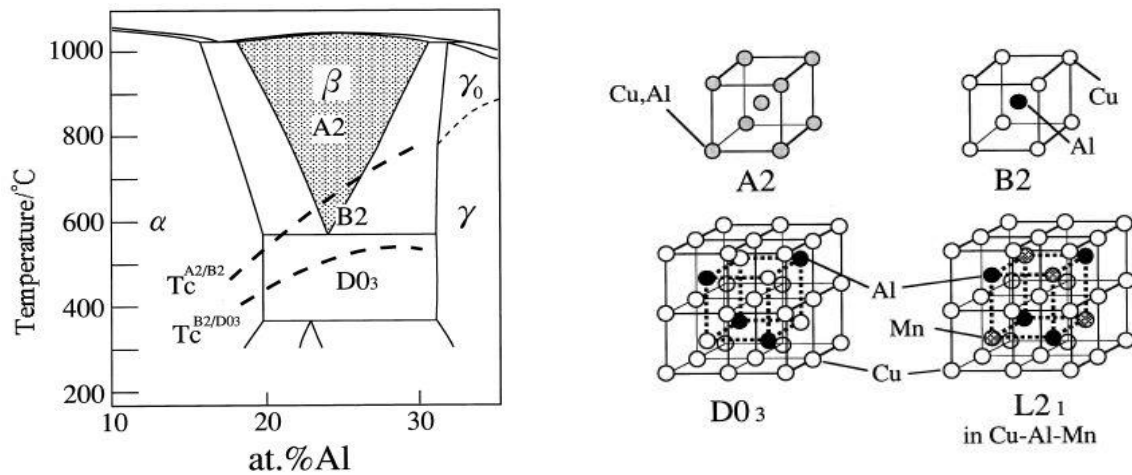 Temperature/°C
1000
800
600
400
200
10
20
30
at.%Al
β
A2
B2
D0₃
α
γ₀
γ
Tc^A2/B2
Tc^B2/D03
Cu,Al
A2
Cu
Al
B2
Al
Mn
Cu
D0 ₃
L2 ₁
in Cu-Al-Mn